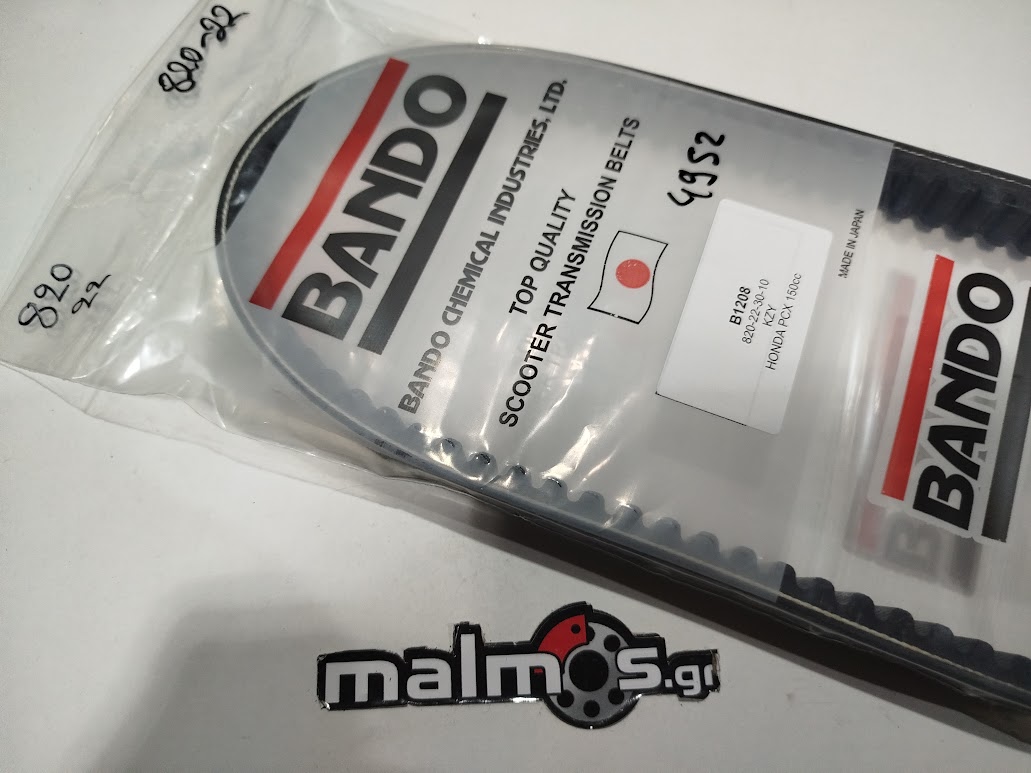 820-22
820
22
BANDO
BANDO CHEMICAL INDUSTRIES, LTD.
TOP QUALITY
SCOOTER TRANSMISSION BELTS
4952
B1208
820-22-30-10
KZY
HONDA PCX 150cc
MADE IN JAPAN
BANDO
malmos.gr